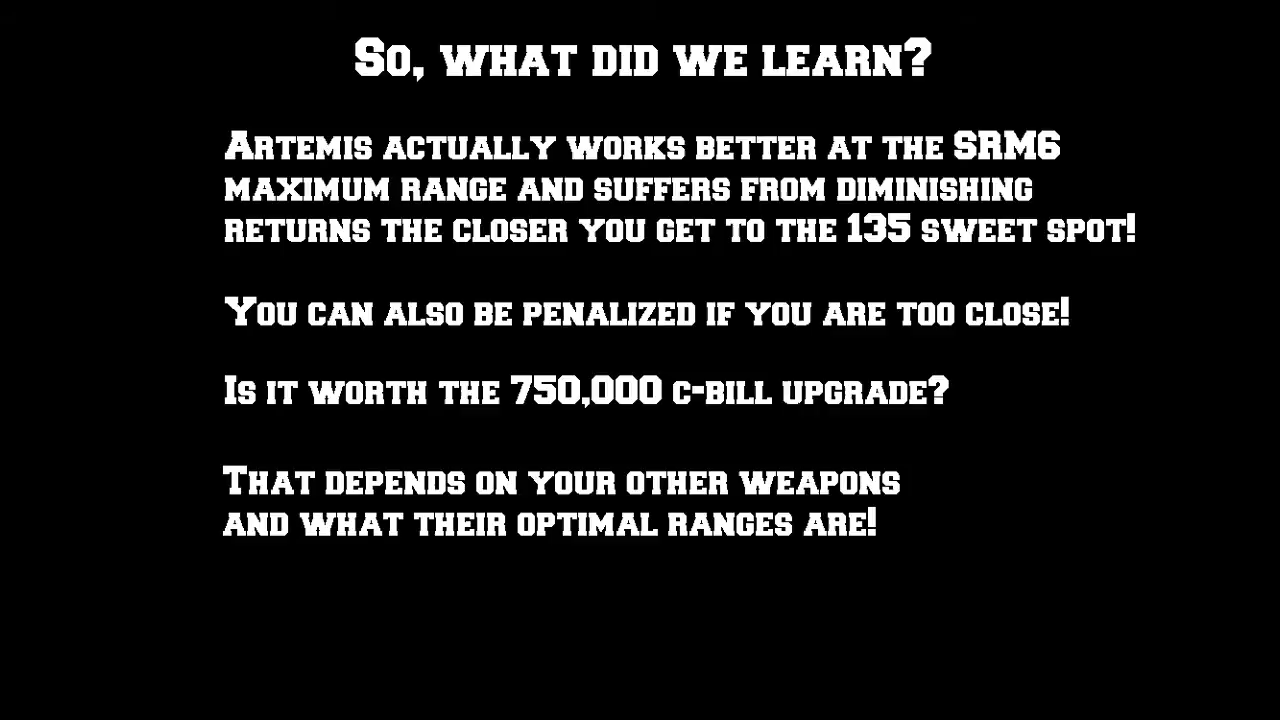 So, what did we learn?
Artemis actually works better at the SRM6
maximum range and suffers from diminishing
returns the closer you get to the 135 sweet spot!
You can also be penalized if you are too close!
Is it worth the 750,000 c-bill upgrade?
That depends on your other weapons
and what their optimal ranges are!